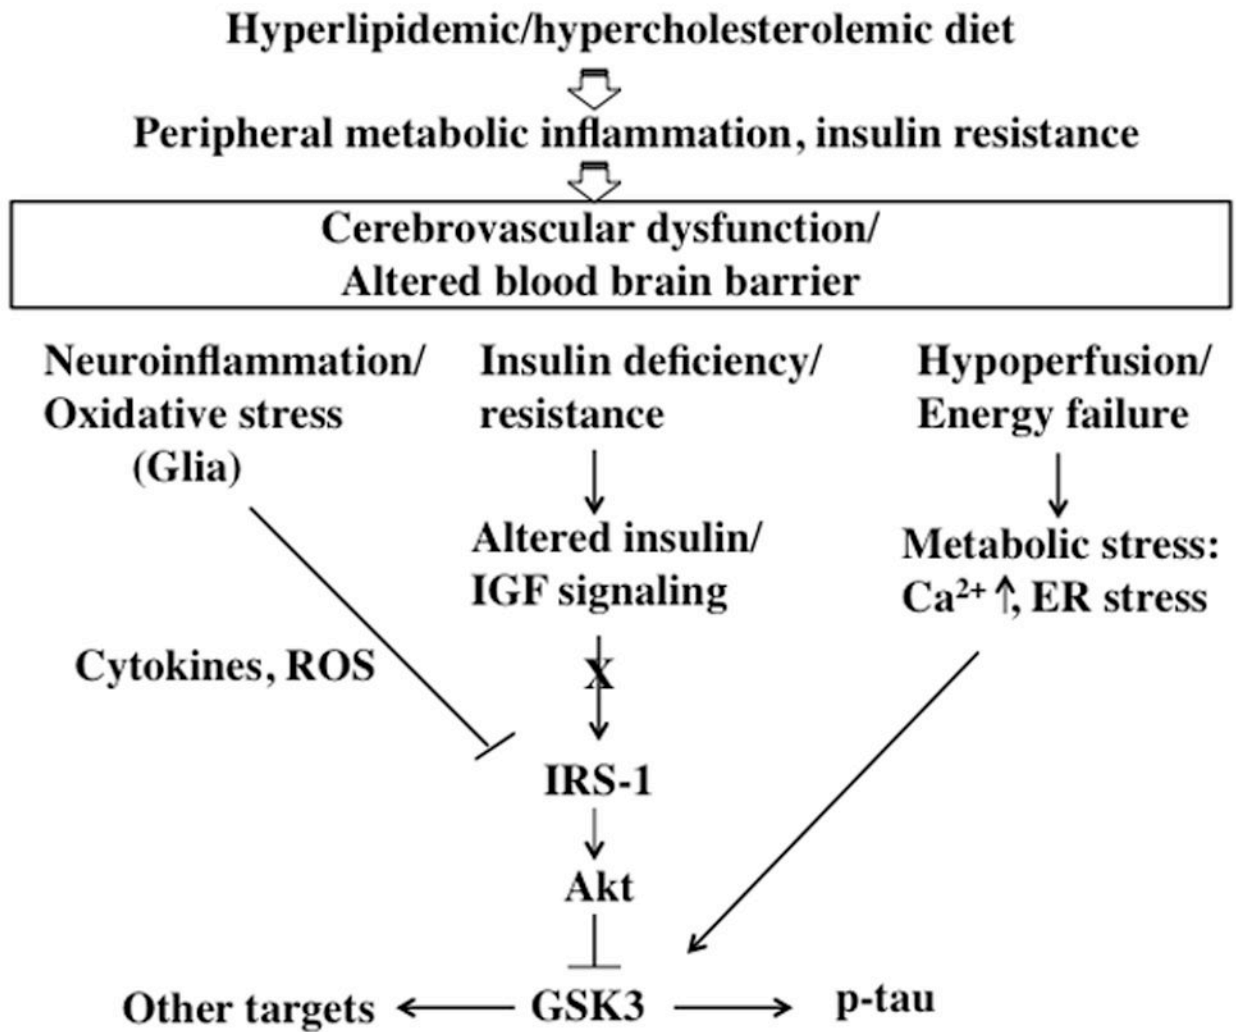 Hyperlipidemic/hypercholesterolemic diet
Peripheral metabolic inflammation, insulin resistance
Cerebrovascular dysfunction/
Altered blood brain barrier
Neuroinflammation/
Oxidative stress
(Glia)
Insulin deficiency/
resistance
Hypoperfusion/
Energy failure
Altered insulin/
IGF signaling
Metabolic stress:
Ca²⁺ ↑, ER stress
Cytokines, ROS
X
IRS-1
Akt
Other targets
GSK3
p-tau